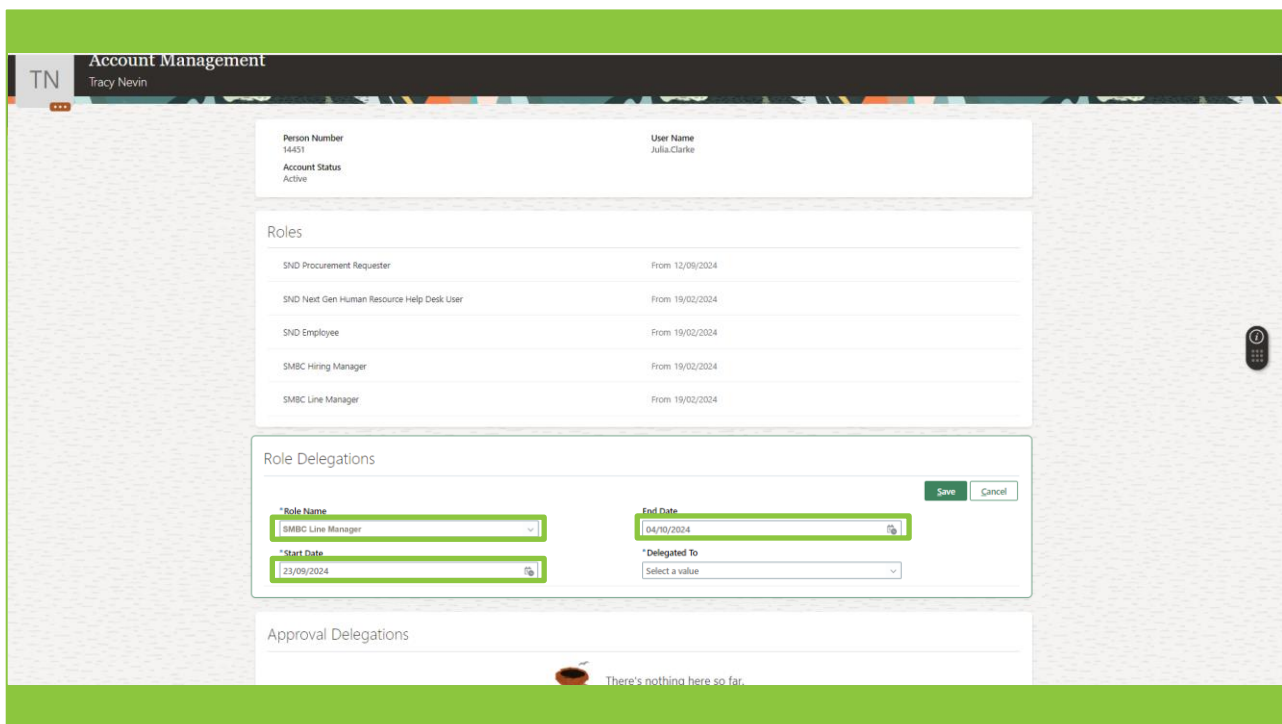 Account Management
TN
Tracy Nevin
Person Number
14451
User Name
Julia.Clarke
Account Status
Active
Roles
SND Procurement Requester From 12/09/2024
SND Next Gen Human Resource Help Desk User From 19/02/2024
SND Employee From 19/02/2024
SMBC Hiring Manager From 19/02/2024
SMBC Line Manager From 19/02/2024
Role Delegations
Save Cancel
*Role Name
SMBC Line Manager
End Date
04/10/2024
*Start Date
23/09/2024
*Delegated To
Select a value
Approval Delegations
There's nothing here so far.